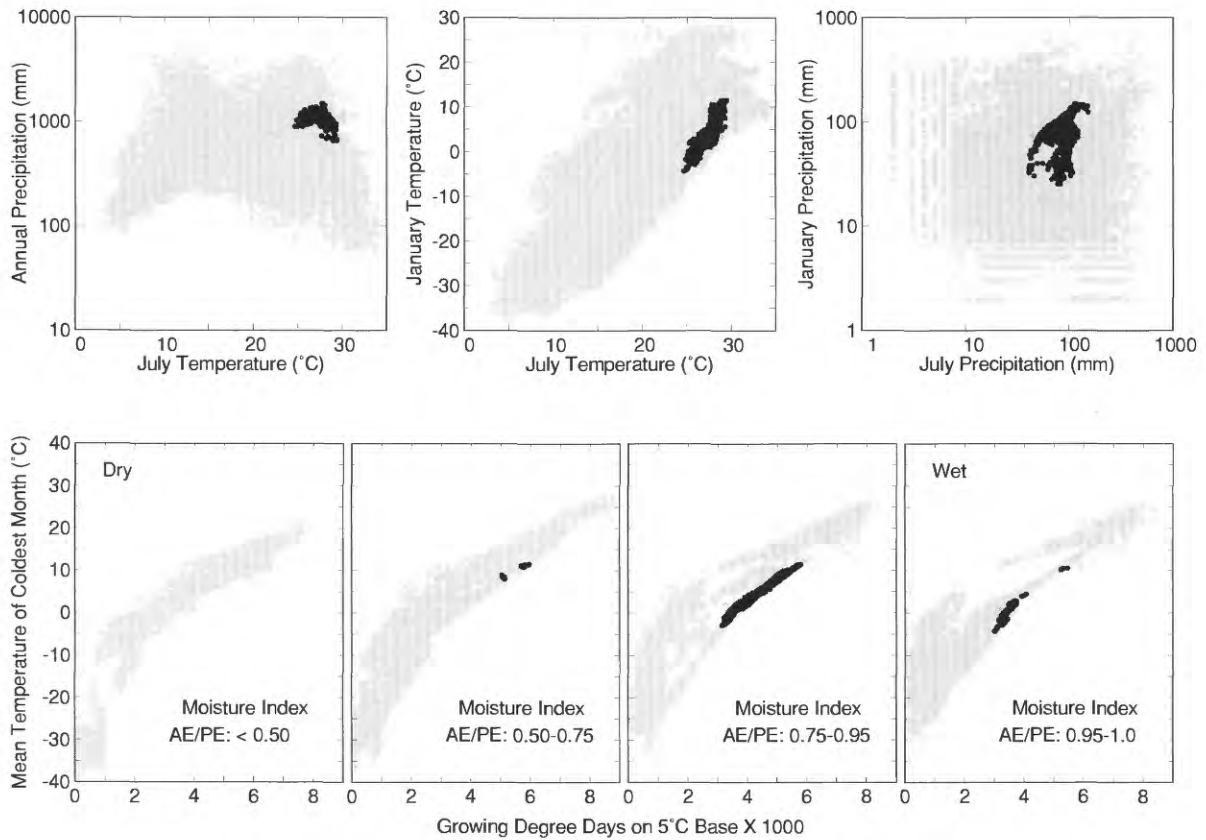 10000
1000
100
10
Annual Precipitation (mm)
0 10 20 30
July Temperature (˚C)
30
20
10
0
-10
-20
-30
-40
January Temperature (˚C)
0 10 20 30
July Temperature (˚C)
1000
100
10
1
January Precipitation (mm)
1 10 100 1000
July Precipitation (mm)
40
30
20
10
0
-10
-20
-30
-40
Mean Temperature of Coldest Month (˚C)
Dry
Moisture Index
AE/PE: < 0.50
0 2 4 6 8
Moisture Index
AE/PE: 0.50-0.75
0 2 4 6 8
Moisture Index
AE/PE: 0.75-0.95
0 2 4 6 8
Wet
Moisture Index
AE/PE: 0.95-1.0
0 2 4 6 8
Growing Degree Days on 5˚C Base X 1000